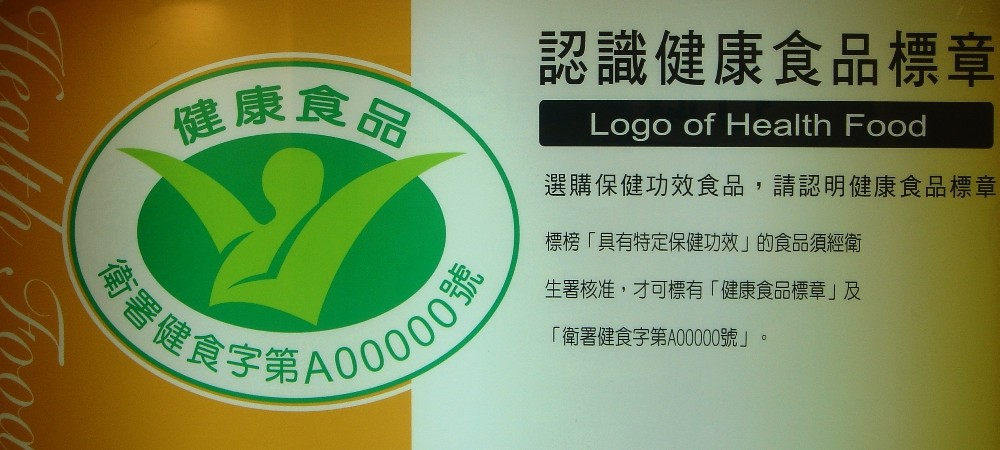 Health Food
健康食品
衛署健食字第A00000號
認識健康食品標章
Logo of Health Food
選購保健功效食品，請認明健康食品標章
標榜「具有特定保健功效」的食品須經衛
生署核准，才可標有「健康食品標章」及
「衛署健食字第A00000號」。